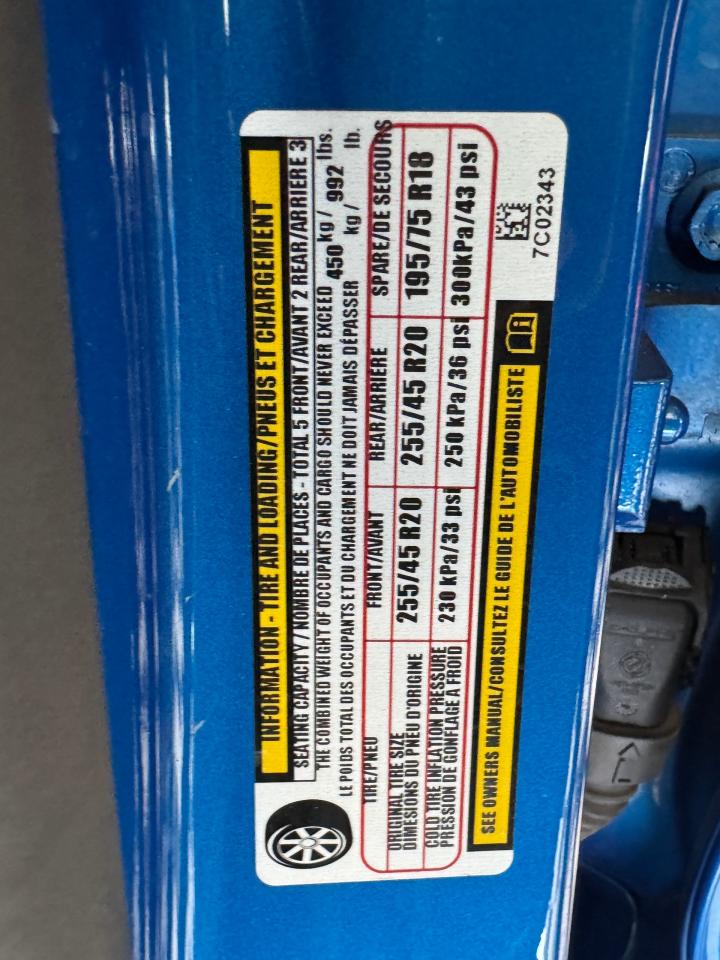 INFORMATION - TIRE AND LOADING/PNEUS ET CHARGEMENT
SEATING CAPACITY / NOMBRE DE PLACES - TOTAL 5 FRONT/AVANT 2 REAR/ARRIERE 3
THE COMBINED WEIGHT OF OCCUPANTS AND CARGO SHOULD NEVER EXCEED 450 kg / 992 lbs.
LE POIDS TOTAL DES OCCUPANTS ET DU CHARGEMENT NE DOIT JAMAIS DÉPASSER kg / lb.
TIRE/PNEU FRONT/AVANT REAR/ARRIÈRE SPARE/DE SECOURS
ORIGINAL TIRE SIZE
DIMESIONS DU PNEU D'ORIGINE
255/45 R20 255/45 R20 195/75 R18
COLD TIRE INFLATION PRESSURE
PRESSION DE GONFLAGE A FROID
230 kPa/33 psi 250 kPa/36 psi 300kPa/43 psi
SEE OWNERS MANUAL/CONSULTEZ LE GUIDE DE L'AUTOMOBILISTE
7C02343